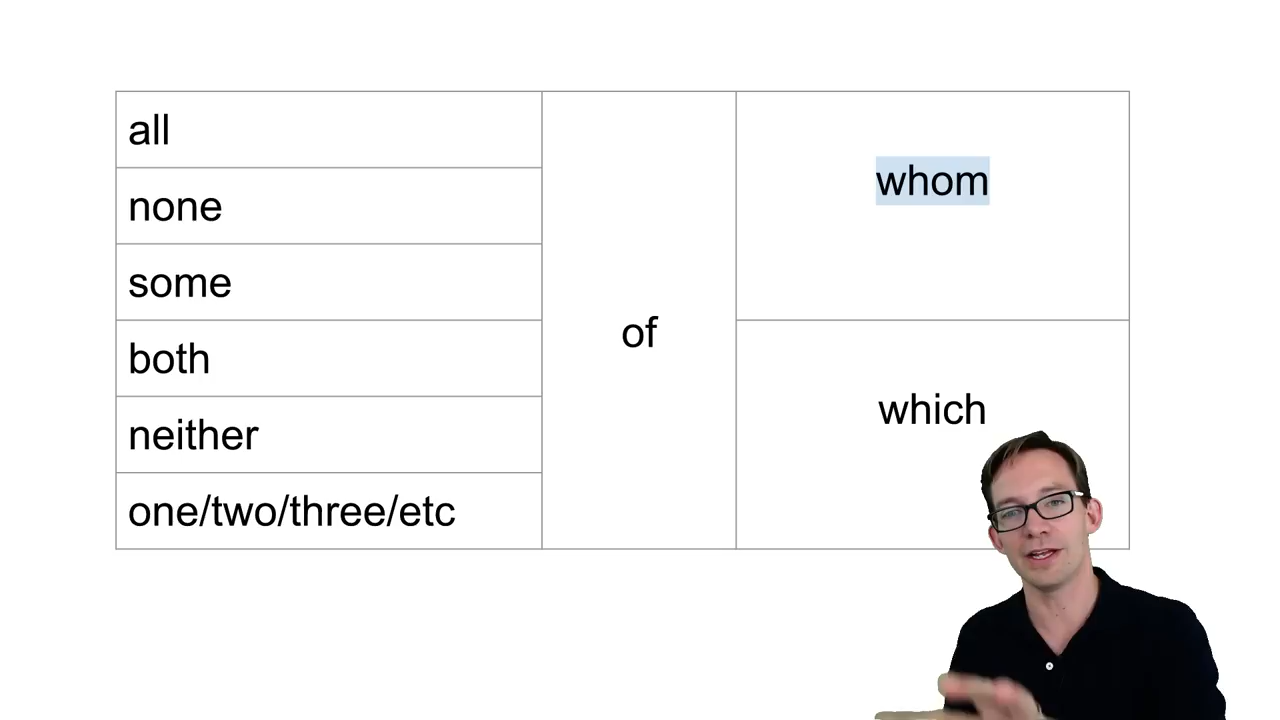 all
none
some
both
neither
one/two/three/etc
of
whom
which